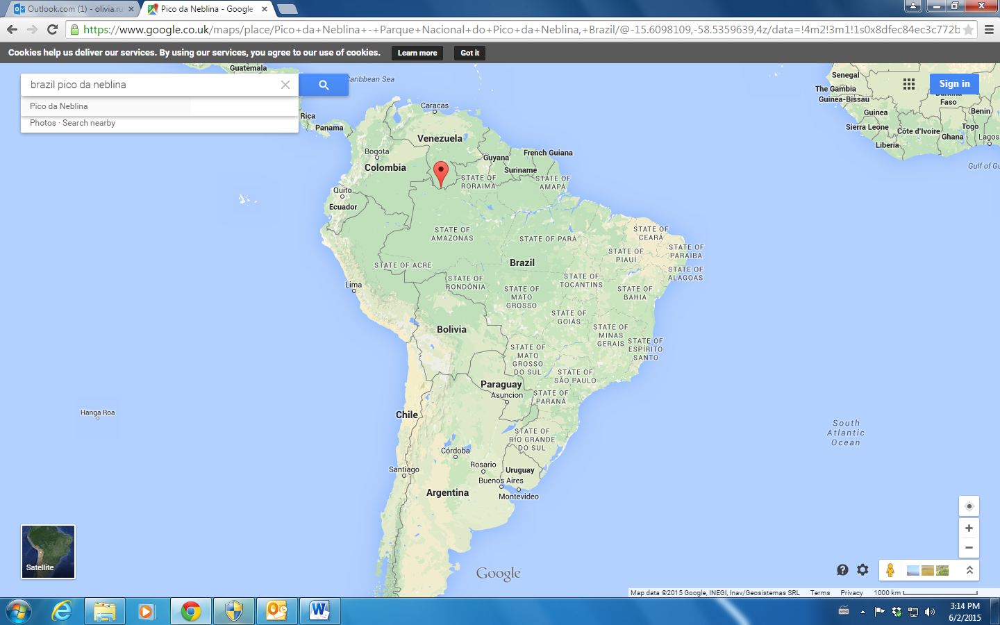 Outlook.com (1) - olivia.ru
Pico da Neblina - Google
https://www.google.co.uk/maps/place/Pico+da+Neblina+-+Parque+Nacional+do+Pico+da+Neblina,+Brazil/@-15.6098109,-58.5359639,4z/data=!4m2!3m1!1s0x8dfec84ec3c772b
Cookies help us deliver our services. By using our services, you agree to our use of cookies. Learn more Got it
brazil pico da neblina
Pico da Neblina
Photos · Search nearby
Sign in
Guatemala
Caribbean Sea
Rica
Panama
Caracas
Venezuela
Bogota
Colombia
Guyana
Suriname
French Guiana
STATE OF
RORAIMA
STATE OF
AMAPÁ
Quito
Ecuador
STATE OF
AMAZONAS
STATE OF PARÁ
STATE OF
CEARÁ
STATE OF
PIAUÍ
STATE OF
PARAÍBA
STATE OF
ALAGOAS
STATE OF ACRE
Brazil
STATE OF
RONDÔNIA
STATE OF
TOCANTINS
STATE OF
MATO
GROSSO
STATE OF
BAHIA
Lima
STATE OF
GOIÁS
Bolivia
STATE OF
MINAS
GERAIS
STATE OF
ESPÍRITO
SANTO
STATE OF
MATO
GROSSO
DO SUL
STATE OF
SÃO PAULO
Paraguay
Asuncion
STATE OF
PARANÁ
Chile
STATE OF
RIO GRANDE
DO SUL
Córdoba
Rosario
Santiago
Uruguay
Buenos Aires
Argentina
Montevideo
Hanga Roa
South
Atlantic
Ocean
Senegal
The Gambia
Guinea-Bissau
Guinea
Sierra Leone
Liberia
Côte d'Ivoire
Burkina
Faso
Ghana
Togo
Benin
Lagos
Gulf of Gu
Satellite
Google
Map data ©2015 Google, INEGI, Inav/Geosistemas SRL Terms Privacy 1000 km
3:14 PM
6/2/2015